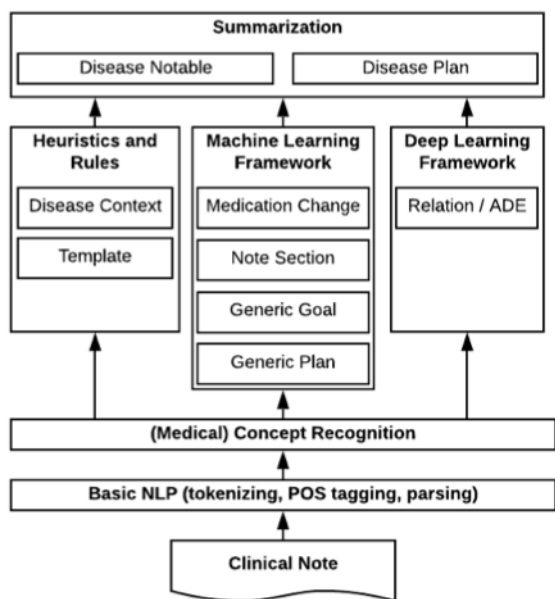 Summarization
Disease Notable
Disease Plan
Heuristics and
Rules
Disease Context
Template
Machine Learning
Framework
Medication Change
Note Section
Generic Goal
Generic Plan
Deep Learning
Framework
Relation / ADE
(Medical) Concept Recognition
Basic NLP (tokenizing, POS tagging, parsing)
Clinical Note